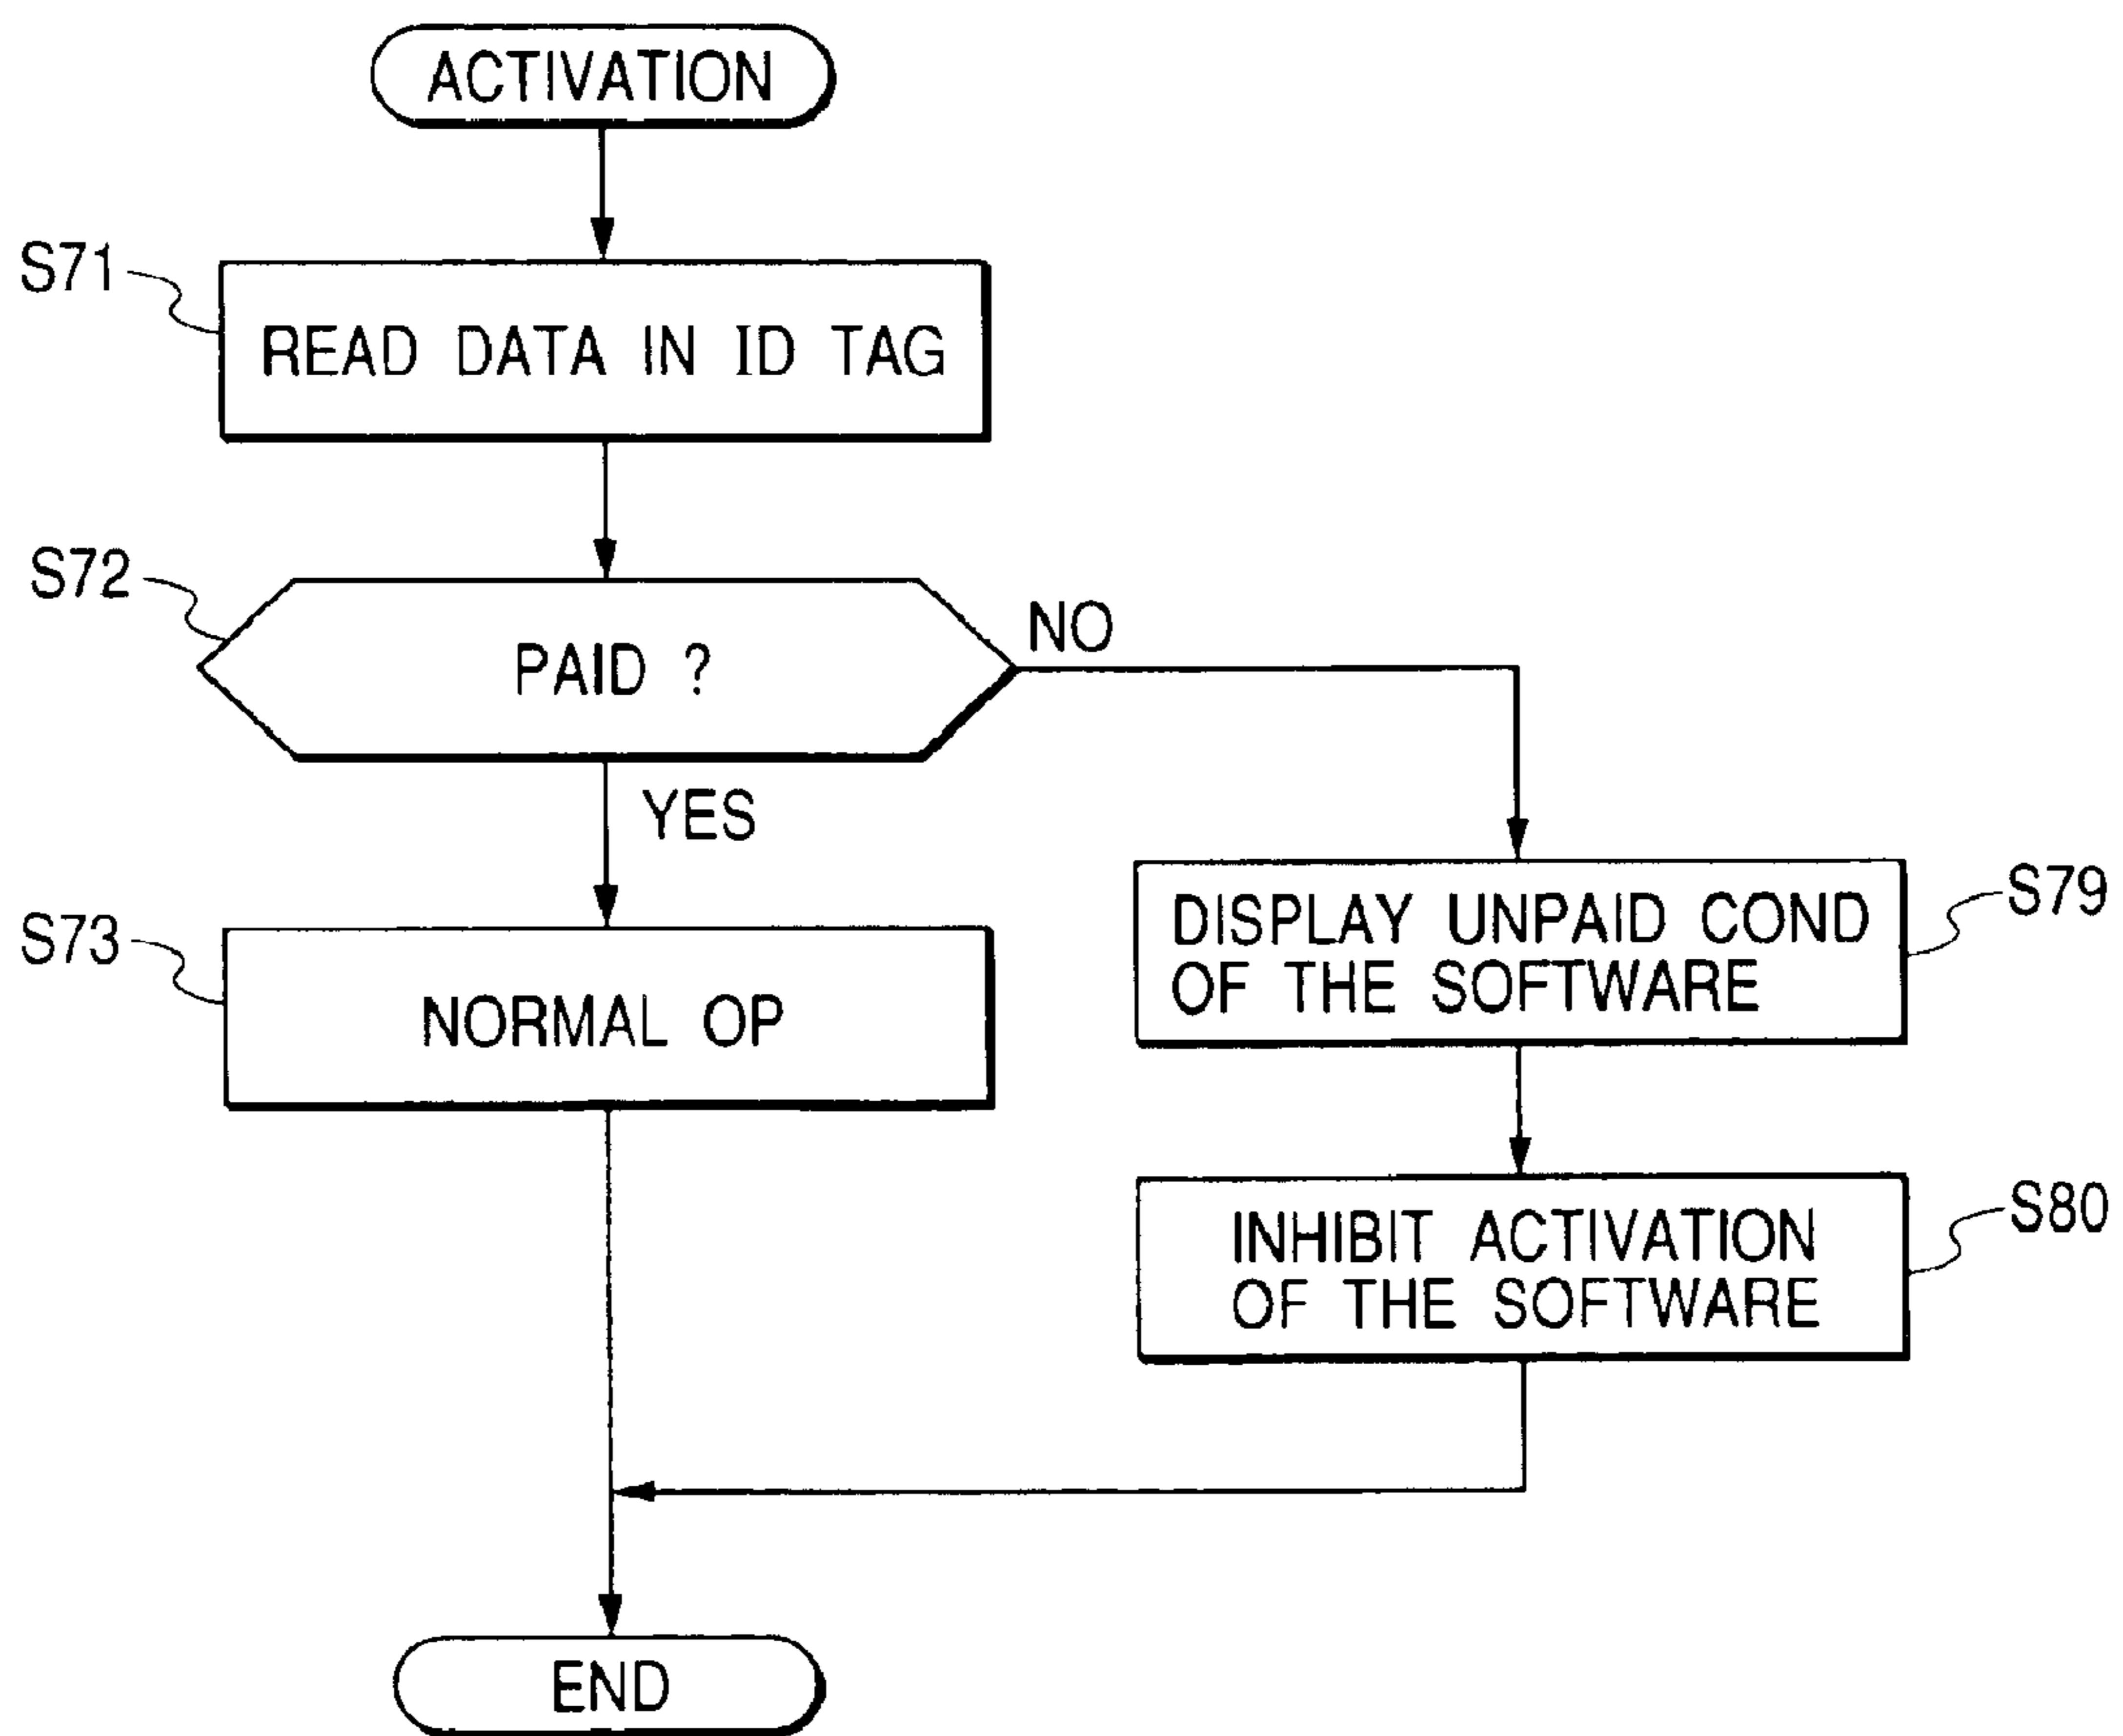 ACTIVATION
S71
READ DATA IN ID TAG
S72
PAID ?
NO
YES
S73
NORMAL OP
DISPLAY UNPAID COND
OF THE SOFTWARE
S79
INHIBIT ACTIVATION
OF THE SOFTWARE
S80
END